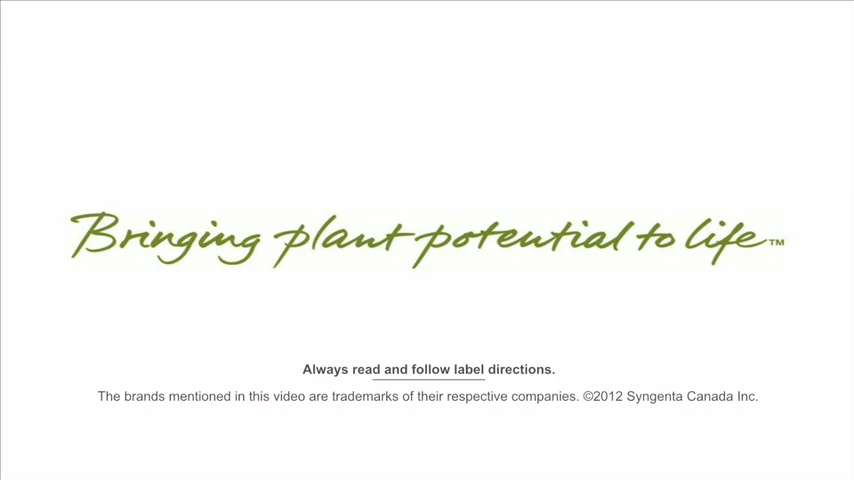 Bringing plant potential to life™
Always read and follow label directions.
The brands mentioned in this video are trademarks of their respective companies. ©2012 Syngenta Canada Inc.